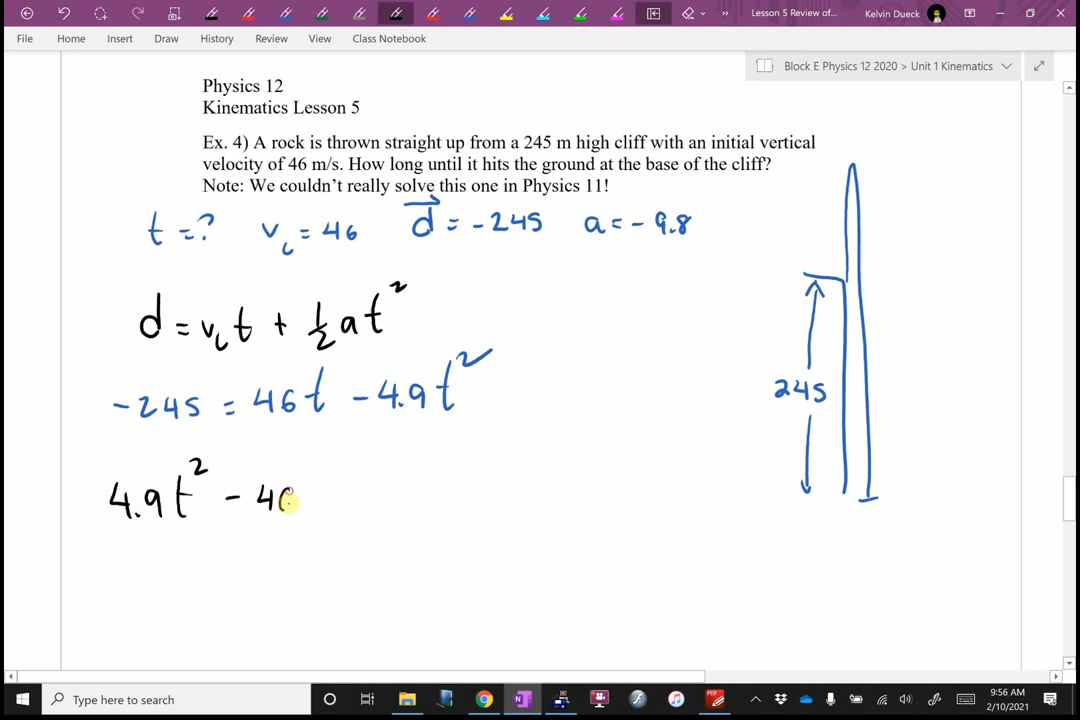 Lesson 5 Review of...
Kelvin Dueck
File Home Insert Draw History Review View Class Notebook
Block E Physics 12 2020 > Unit 1 Kinematics
Physics 12
Kinematics Lesson 5
Ex. 4) A rock is thrown straight up from a 245 m high cliff with an initial vertical
velocity of 46 m/s. How long until it hits the ground at the base of the cliff?
Note: We couldn't really solve this one in Physics 11!
t = ? v_i = 46 d⃗ = -245 a = -9.8
d = v_i t + ½ at²
-245 = 46t - 4.9t²
245
4.9t² - 4
Type here to search
9:56 AM
2/10/2021